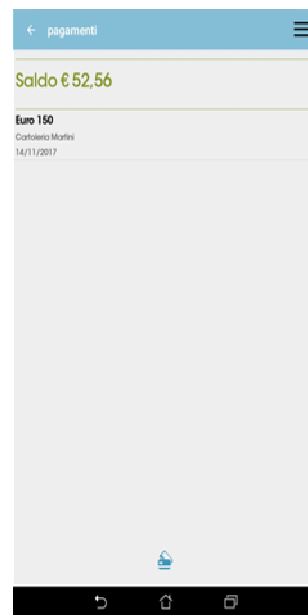 pagamenti
Saldo € 52,56
Euro 150
Cartoleria Martini
14/11/2017